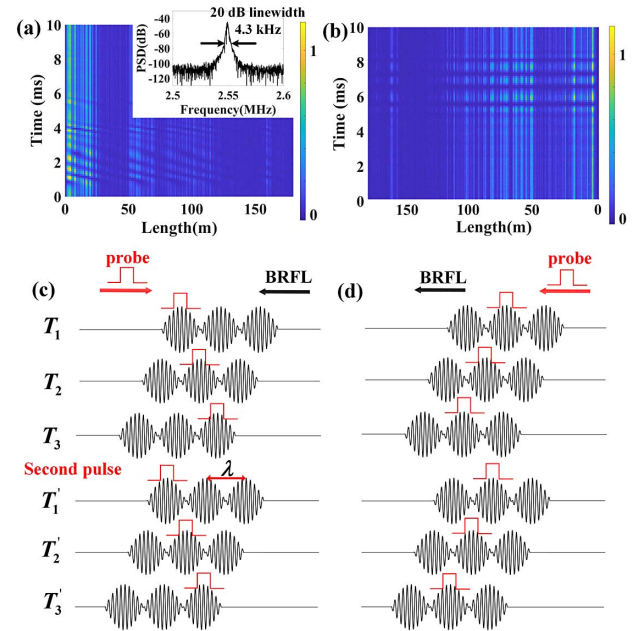 (a)
20 dB linewidth
4.3 kHz
PSD(dB)
-40
-60
-80
-100
-120
2.5
2.55
2.6
Frequency(MHz)
Time (ms)
10
8
6
4
2
0
0
50
100
150
Length(m)
1
0
(b)
Time (ms)
10
8
6
4
2
0
150
100
50
0
Length(m)
1
0
probe
(c)
BRFL
T1
T2
T3
Second pulse
λ
T1'
T2'
T3'
BRFL
(d)
probe